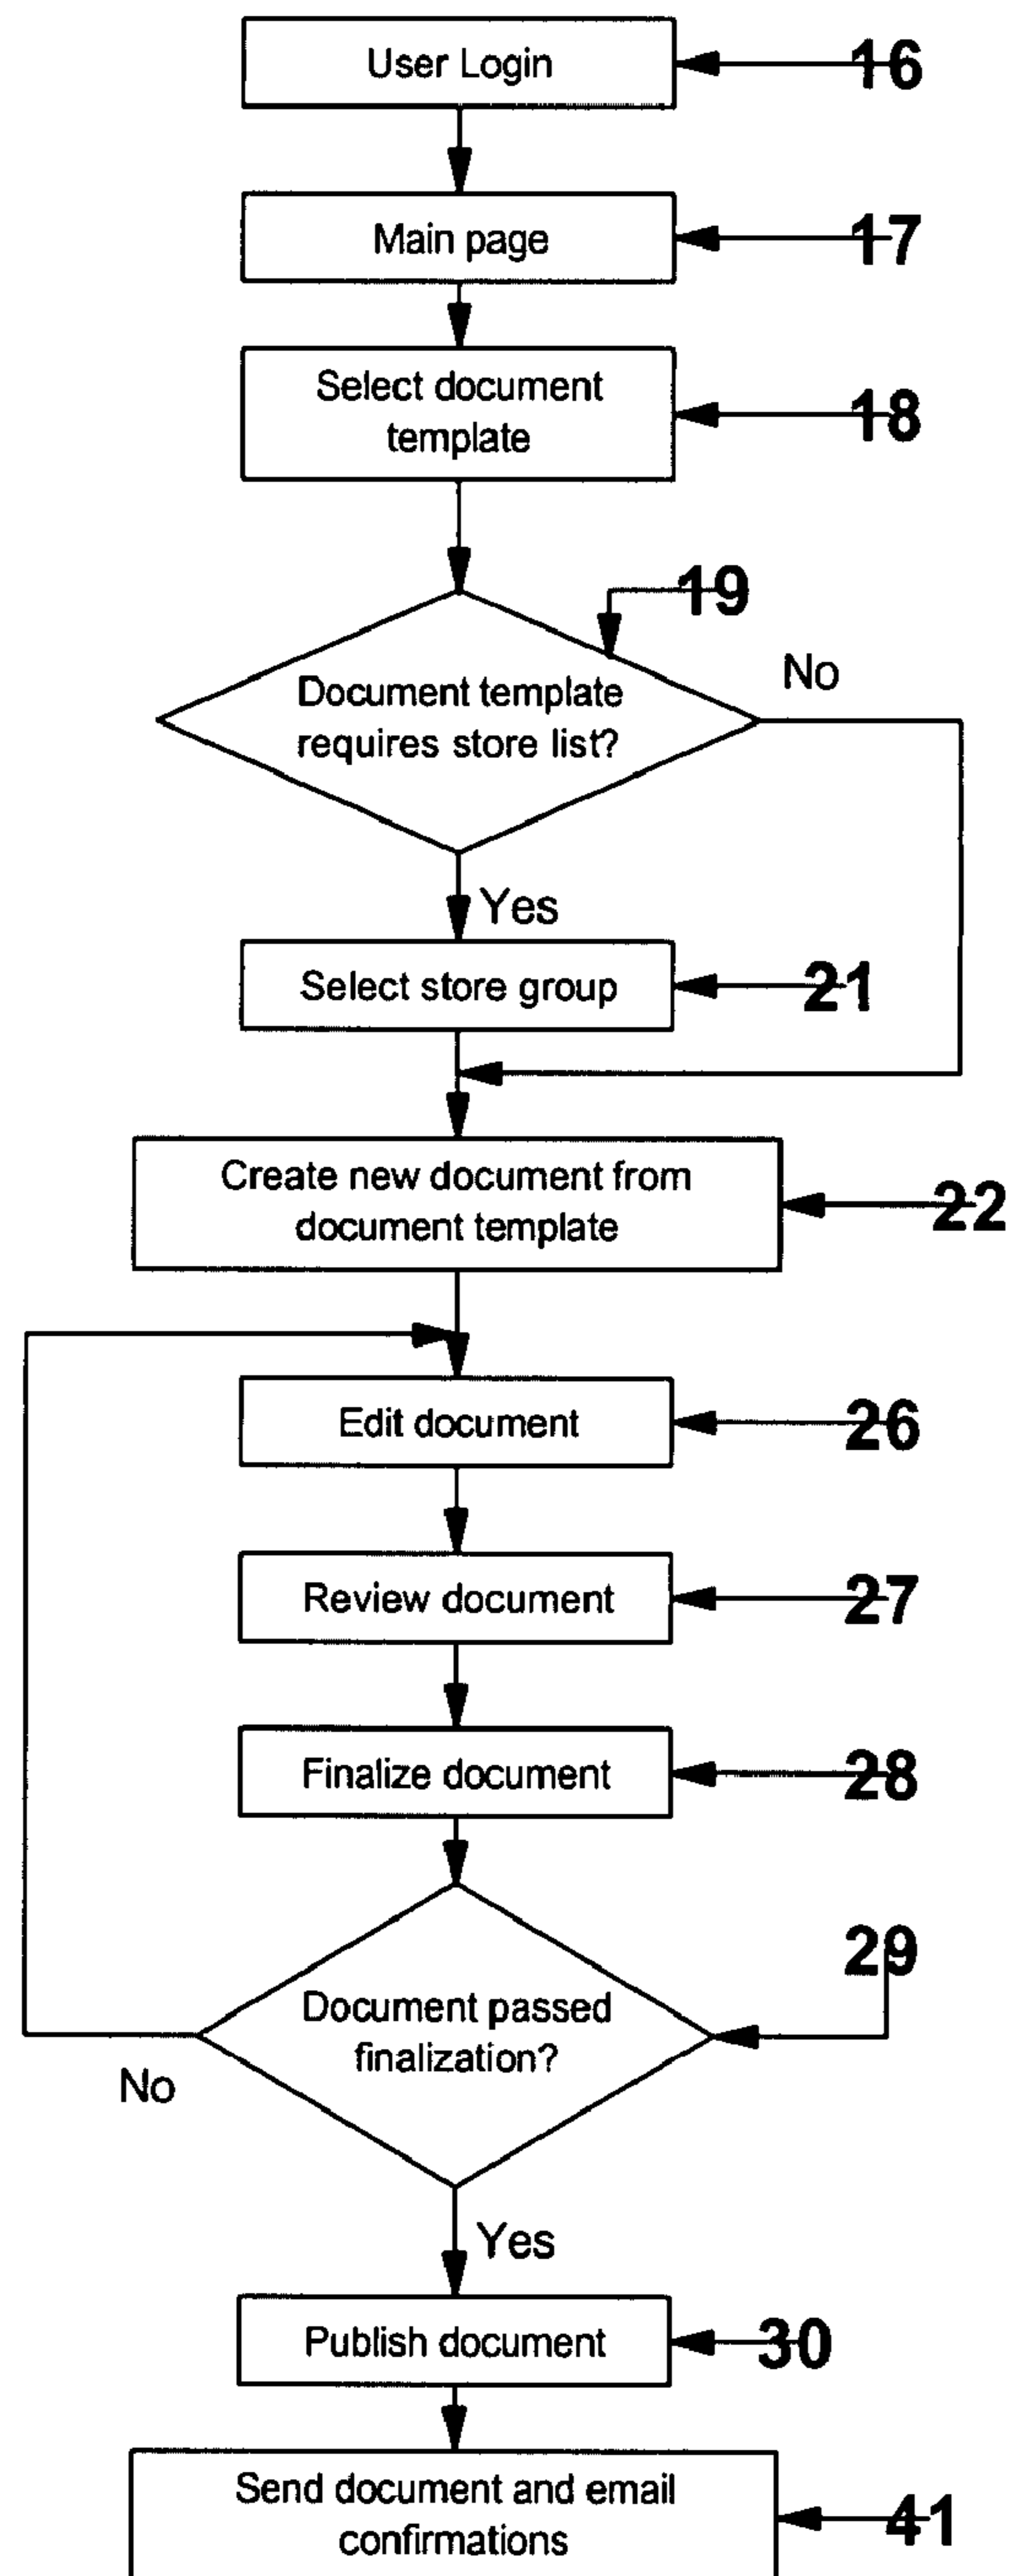 User Login
16
Main page
17
Select document
template
18
19
Document template
requires store list?
No
Yes
Select store group
21
Create new document from
document template
22
Edit document
26
Review document
27
Finalize document
28
29
Document passed
finalization?
No
Yes
Publish document
30
Send document and email
confirmations
41